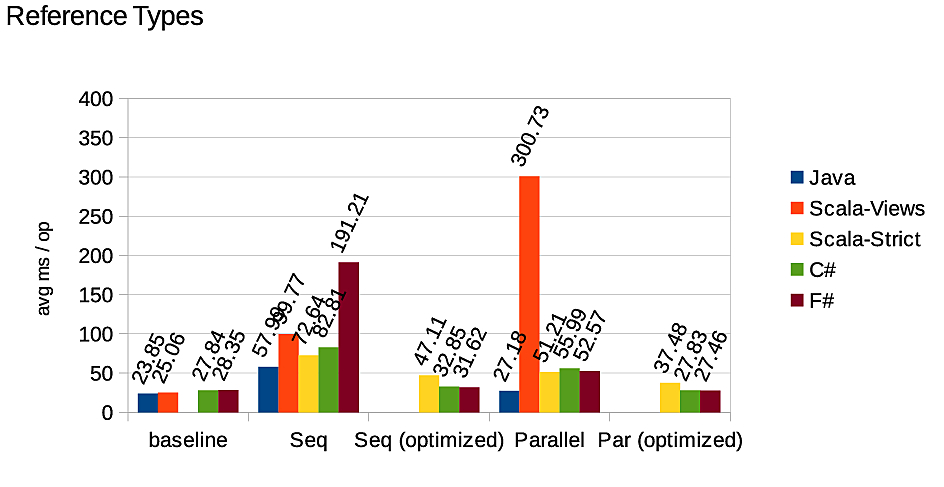 Reference Types
400
350
300
250
200
150
100
50
0
avg ms / op
23.85
25.06
27.84
28.35
57.99
99.77
72.64
82.81
191.21
47.11
32.85
31.62
27.18
300.73
51.21
55.99
52.57
37.48
27.83
27.46
baseline
Seq
Seq (optimized)
Parallel
Par (optimized)
Java
Scala-Views
Scala-Strict
C#
F#